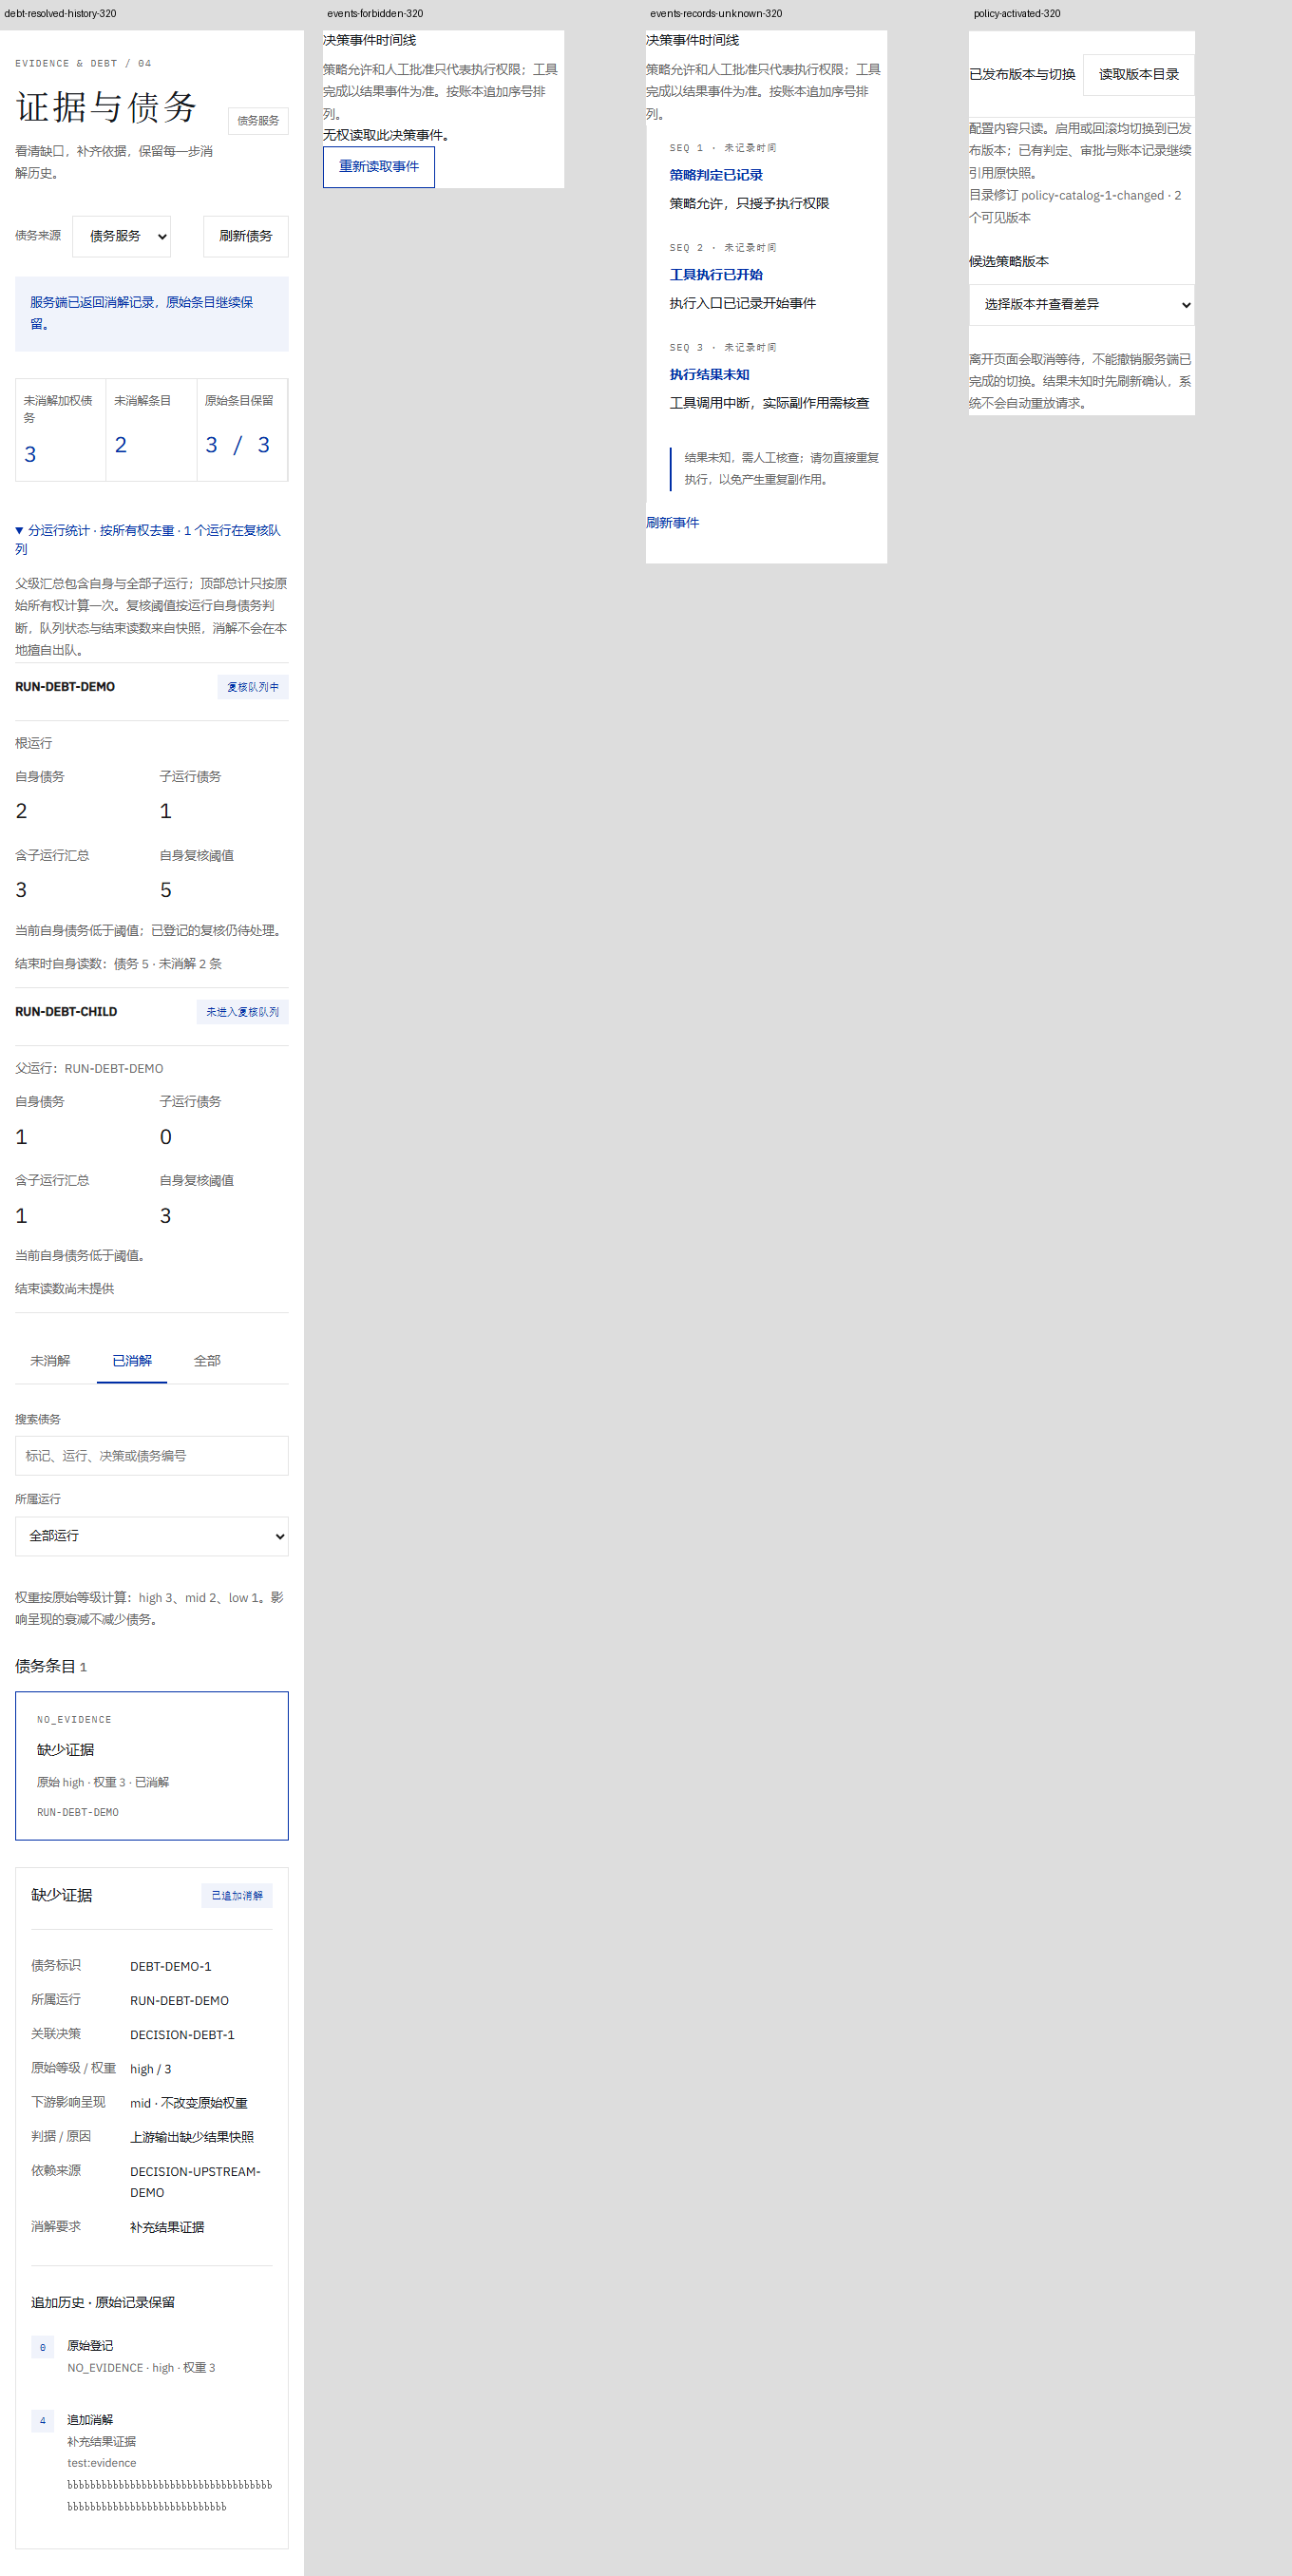 debt-resolved-history-320
EVIDENCE & DEBT / 04
证据与债务
债务服务
看清缺口，补齐依据，保留每一步消
解历史。
债务来源
债务服务
刷新债务
服务端已返回消解记录，原始条目继续保
留。
未消解加权债
务
3
未消解条目
2
原始条目保留
3 / 3
▼ 分运行统计 · 按所有权去重 · 1 个运行在复核队
列
父级汇总包含自身与全部子运行；顶部总计只按原
始所有权计算一次。复核阈值按运行自身债务判
断，队列状态与结束读数来自快照，消解不会在本
地擅自出队。
RUN-DEBT-DEMO
复核队列中
根运行
自身债务
子运行债务
2
1
含子运行汇总
自身复核阈值
3
5
当前自身债务低于阈值；已登记的复核仍待处理。
结束时自身读数：债务 5 · 未消解 2 条
RUN-DEBT-CHILD
未进入复核队列
父运行：RUN-DEBT-DEMO
自身债务
子运行债务
1
0
含子运行汇总
自身复核阈值
1
3
当前自身债务低于阈值。
结束读数尚未提供
未消解
已消解
全部
搜索债务
标记、运行、决策或债务编号
所属运行
全部运行
权重按原始等级计算：high 3、mid 2、low 1。影
响呈现的衰减不减少债务。
债务条目 1
NO_EVIDENCE
缺少证据
原始 high · 权重 3 · 已消解
RUN-DEBT-DEMO
缺少证据
已追加消解
债务标识
DEBT-DEMO-1
所属运行
RUN-DEBT-DEMO
关联决策
DECISION-DEBT-1
原始等级 / 权重
high / 3
下游影响呈现
mid · 不改变原始权重
判据 / 原因
上游输出缺少结果快照
依赖来源
DECISION-UPSTREAM-
DEMO
消解要求
补充结果证据
追加历史 · 原始记录保留
0
原始登记
NO_EVIDENCE · high · 权重 3
4
追加消解
补充结果证据
test:evidence
bbbbbbbbbbbbbbbbbbbbbbbbbbbbbbbbbbbb
bbbbbbbbbbbbbbbbbbbbbbbbbbbb
events-forbidden-320
决策事件时间线
策略允许和人工批准只代表执行权限；工具
完成以结果事件为准。按账本追加序号排
列。
无权读取此决策事件。
重新读取事件
events-records-unknown-320
决策事件时间线
策略允许和人工批准只代表执行权限；工具
完成以结果事件为准。按账本追加序号排
列。
SEQ 1 · 未记录时间
策略判定已记录
策略允许，只授予执行权限
SEQ 2 · 未记录时间
工具执行已开始
执行入口已记录开始事件
SEQ 3 · 未记录时间
执行结果未知
工具调用中断，实际副作用需核查
结果未知，需人工核查；请勿直接重复
执行，以免产生重复副作用。
刷新事件
policy-activated-320
已发布版本与切换
读取版本目录
配置内容只读。启用或回滚均切换到已发
布版本；已有判定、审批与账本记录继续
引用原快照。
目录修订 policy-catalog-1-changed · 2
个可见版本
候选策略版本
选择版本并查看差异
离开页面会取消等待，不能撤销服务端已
完成的切换。结果未知时先刷新确认，系
统不会自动重放请求。